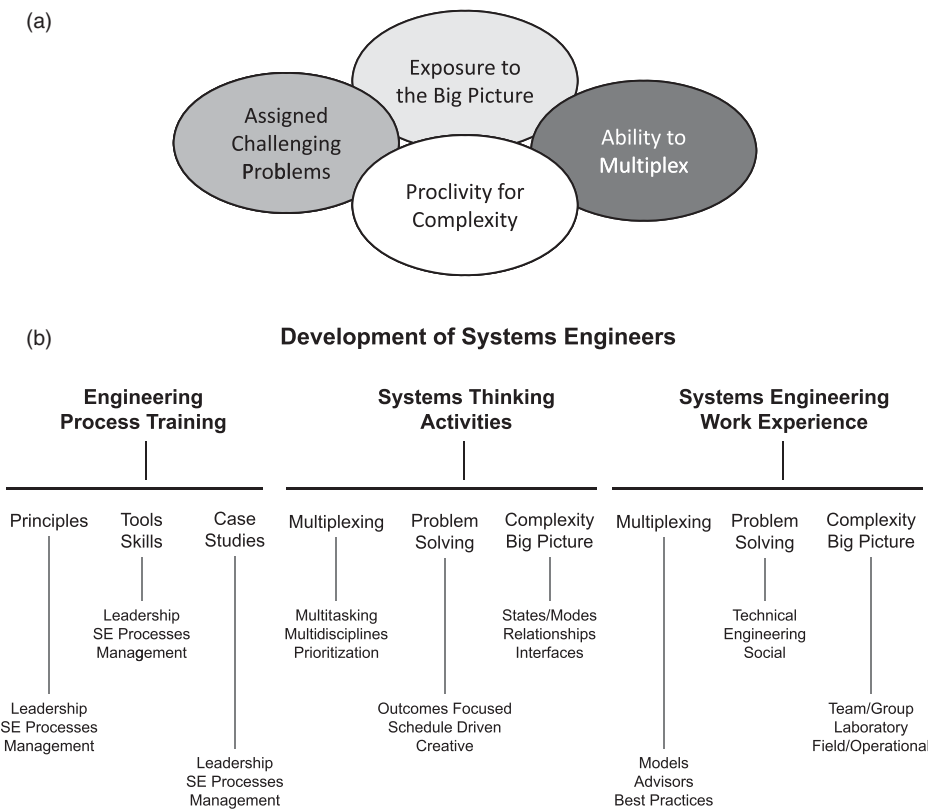 (a)
Exposure to
the Big Picture
Assigned
Challenging
Problems
Ability to
Multiplex
Proclivity for
Complexity
(b)
Development of Systems Engineers
Engineering
Process Training
Principles
Tools
Skills
Case
Studies
Leadership
SE Processes
Management
Leadership
SE Processes
Management
Leadership
SE Processes
Management
Systems Thinking
Activities
Multiplexing
Problem
Solving
Complexity
Big Picture
Multitasking
Multidisciplines
Prioritization
Outcomes Focused
Schedule Driven
Creative
States/Modes
Relationships
Interfaces
Systems Engineering
Work Experience
Multiplexing
Problem
Solving
Complexity
Big Picture
Models
Advisors
Best Practices
Technical
Engineering
Social
Team/Group
Laboratory
Field/Operational